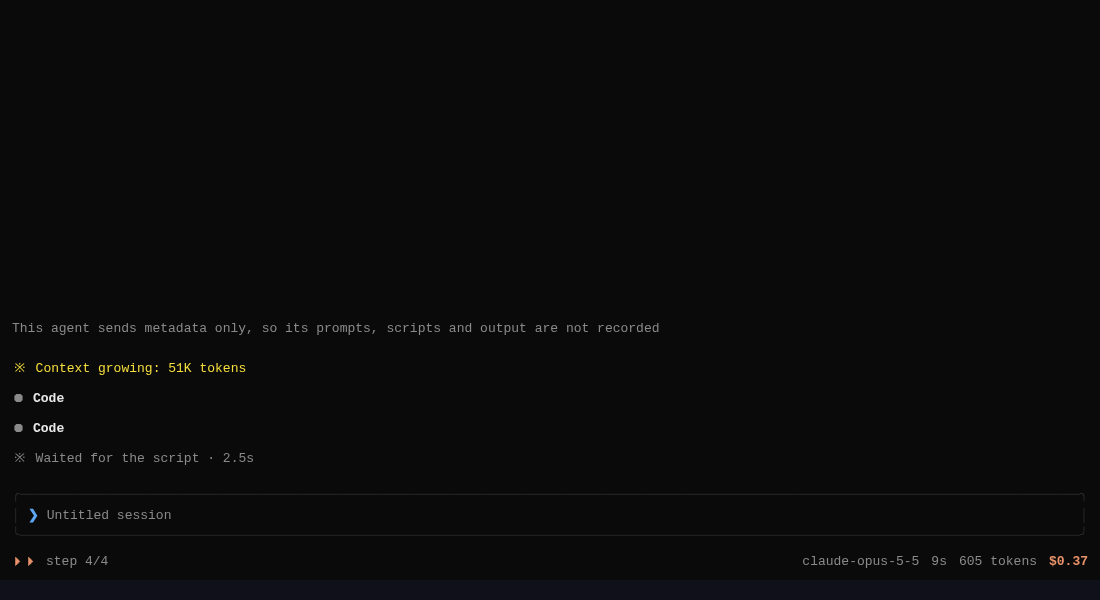 This agent sends metadata only, so its prompts, scripts and output are not recorded
※ Context growing: 51K tokens
Code
Code
※ Waited for the script · 2.5s
❯ Untitled session
step 4/4 claude-opus-5-5 9s 605 tokens $0.37